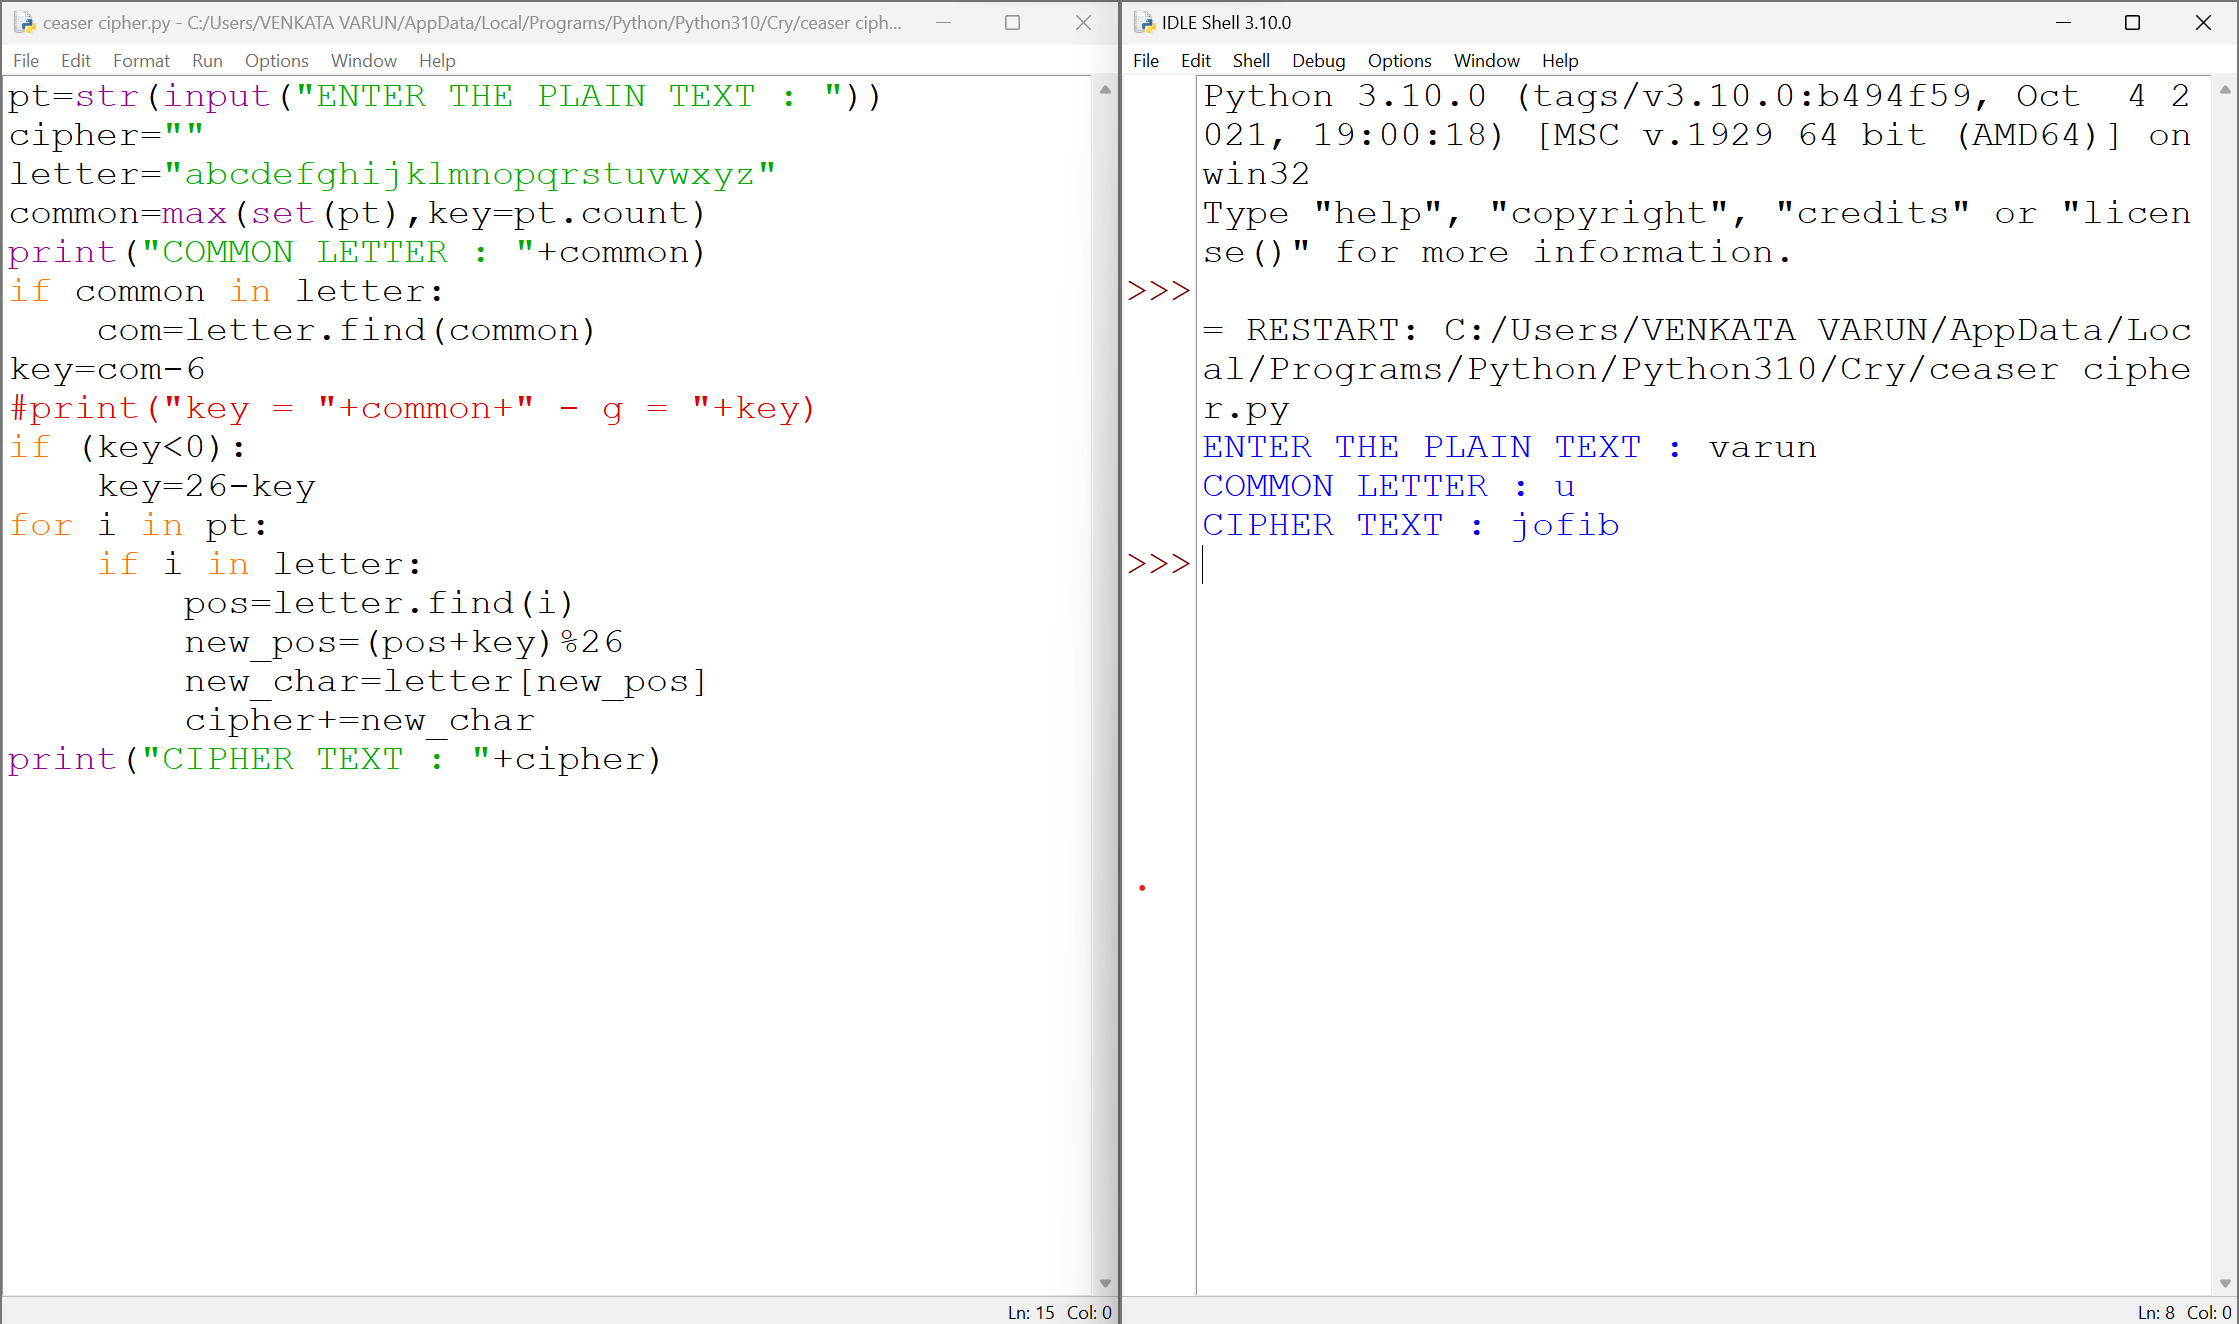 ceaser cipher.py - C:/Users/VENKATA VARUN/AppData/Local/Programs/Python/Python310/Cry/ceaser ciph...
File Edit Format Run Options Window Help
pt=str(input("ENTER THE PLAIN TEXT : "))
cipher=""
letter="abcdefghijklmnopqrstuvwxyz"
common=max(set(pt),key=pt.count)
print("COMMON LETTER : "+common)
if common in letter:
    com=letter.find(common)
key=com-6
#print("key = "+common+" - g = "+key)
if (key<0):
    key=26-key
for i in pt:
    if i in letter:
        pos=letter.find(i)
        new_pos=(pos+key)%26
        new_char=letter[new_pos]
        cipher+=new_char
print("CIPHER TEXT : "+cipher)
Ln: 15 Col: 0
IDLE Shell 3.10.0
File Edit Shell Debug Options Window Help
Python 3.10.0 (tags/v3.10.0:b494f59, Oct  4 2
021, 19:00:18) [MSC v.1929 64 bit (AMD64)] on
win32
Type "help", "copyright", "credits" or "licen
se()" for more information.
>>>
= RESTART: C:/Users/VENKATA VARUN/AppData/Loc
al/Programs/Python/Python310/Cry/ceaser ciphe
r.py
ENTER THE PLAIN TEXT : varun
COMMON LETTER : u
CIPHER TEXT : jofib
>>>
Ln: 8 Col: 0